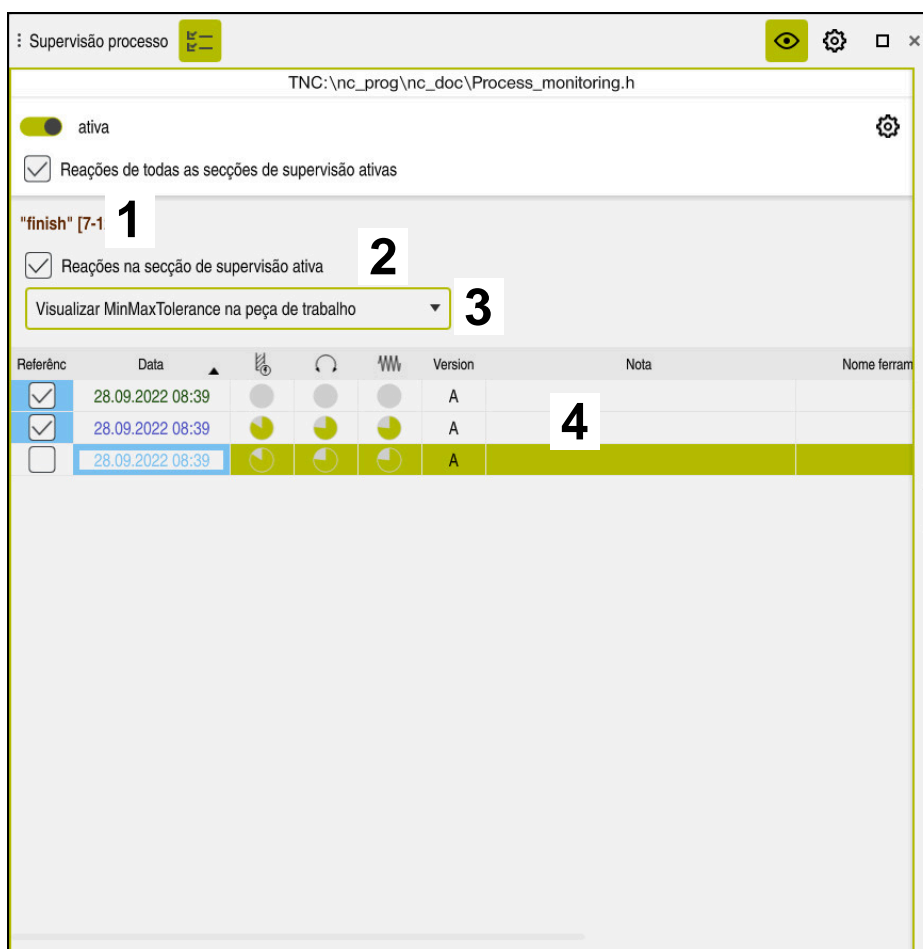 Supervisão processo
TNC:\nc_prog\nc_doc\Process_monitoring.h
ativa
Reações de todas as secções de supervisão ativas
"finish" [7-1
1
Reações na secção de supervisão ativa
2
Visualizar MinMaxTolerance na peça de trabalho
3
Referênc Data Version Nota Nome ferram
28.09.2022 08:39 A
28.09.2022 08:39 A
4
28.09.2022 08:39 A